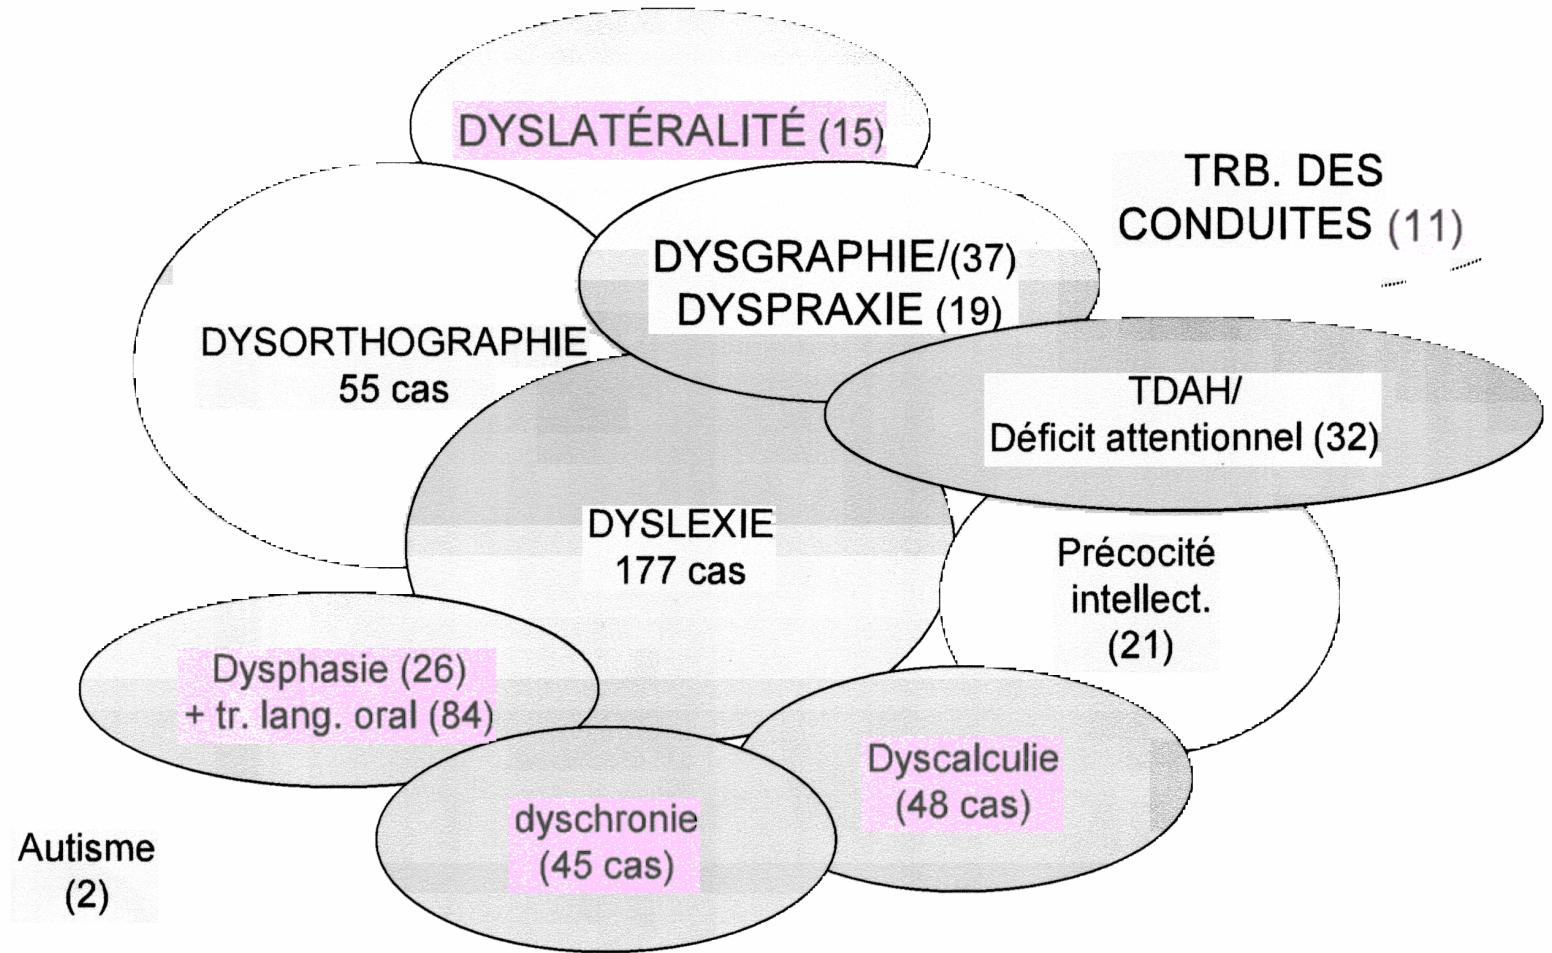 DYSLATÉRALITÉ (15)
TRB. DES
CONDUITES (11)
DYSGRAPHIE/(37)
DYSPRAXIE (19)
DYSORTHOGRAPHIE
55 cas
TDAH/
Déficit attentionnel (32)
DYSLEXIE
177 cas
Précocité
intellect.
(21)
Dysphasie (26)
+ tr. lang. oral (84)
Dyscalculie
(48 cas)
dyschronie
(45 cas)
Autisme
(2)